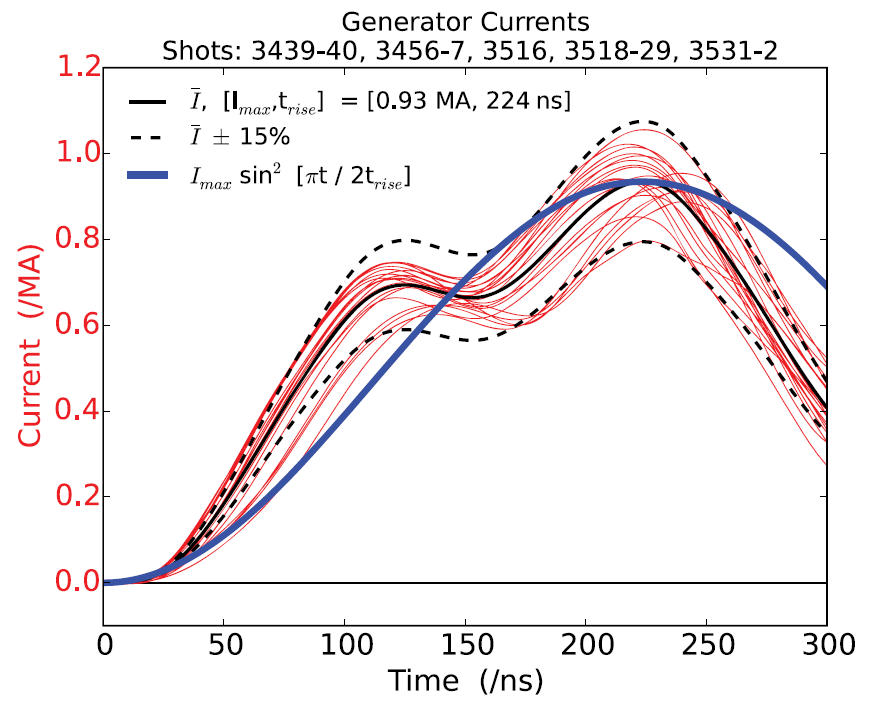 Generator Currents
Shots: 3439-40, 3456-7, 3516, 3518-29, 3531-2
1.2
1.0
0.8
0.6
0.4
0.2
0.0
Current (/MA)
Ī, [I_max,t_rise] = [0.93 MA, 224 ns]
Ī ± 15%
I_max sin² [πt / 2t_rise]
0 50 100 150 200 250 300
Time (/ns)